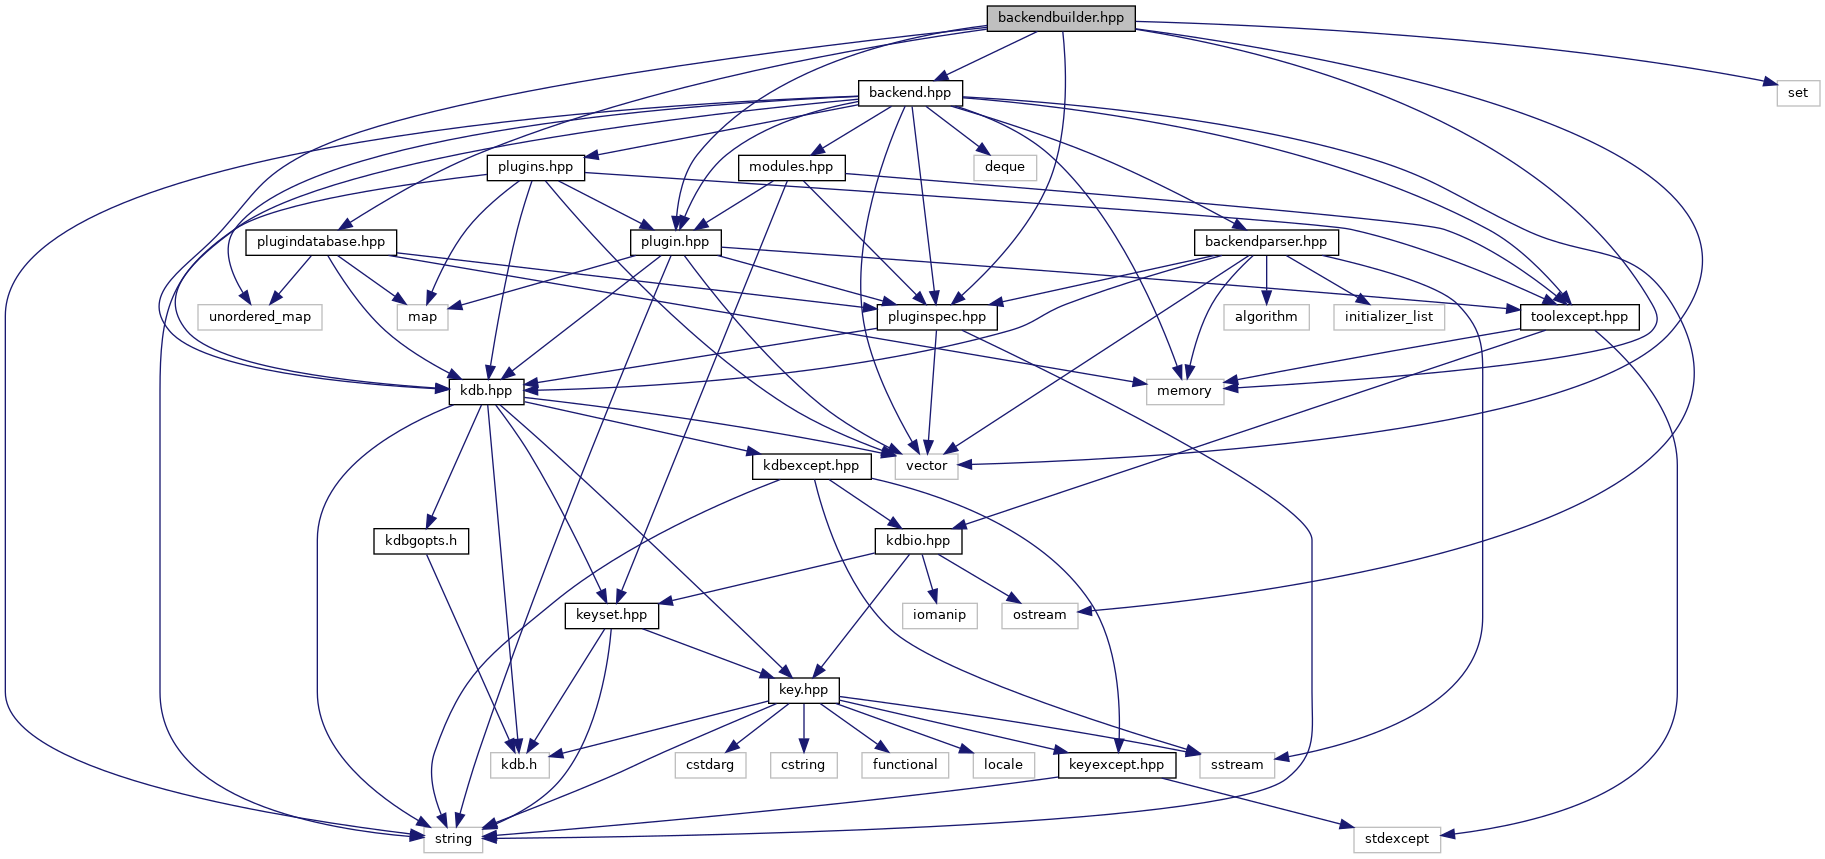 backendbuilder.hpp
backend.hpp
set
plugins.hpp
modules.hpp
deque
plugindatabase.hpp
plugin.hpp
backendparser.hpp
unordered_map
map
pluginspec.hpp
algorithm
initializer_list
toolexcept.hpp
kdb.hpp
memory
kdbexcept.hpp
vector
kdbgopts.h
kdbio.hpp
keyset.hpp
iomanip
ostream
key.hpp
kdb.h
cstdarg
cstring
functional
locale
keyexcept.hpp
sstream
string
stdexcept